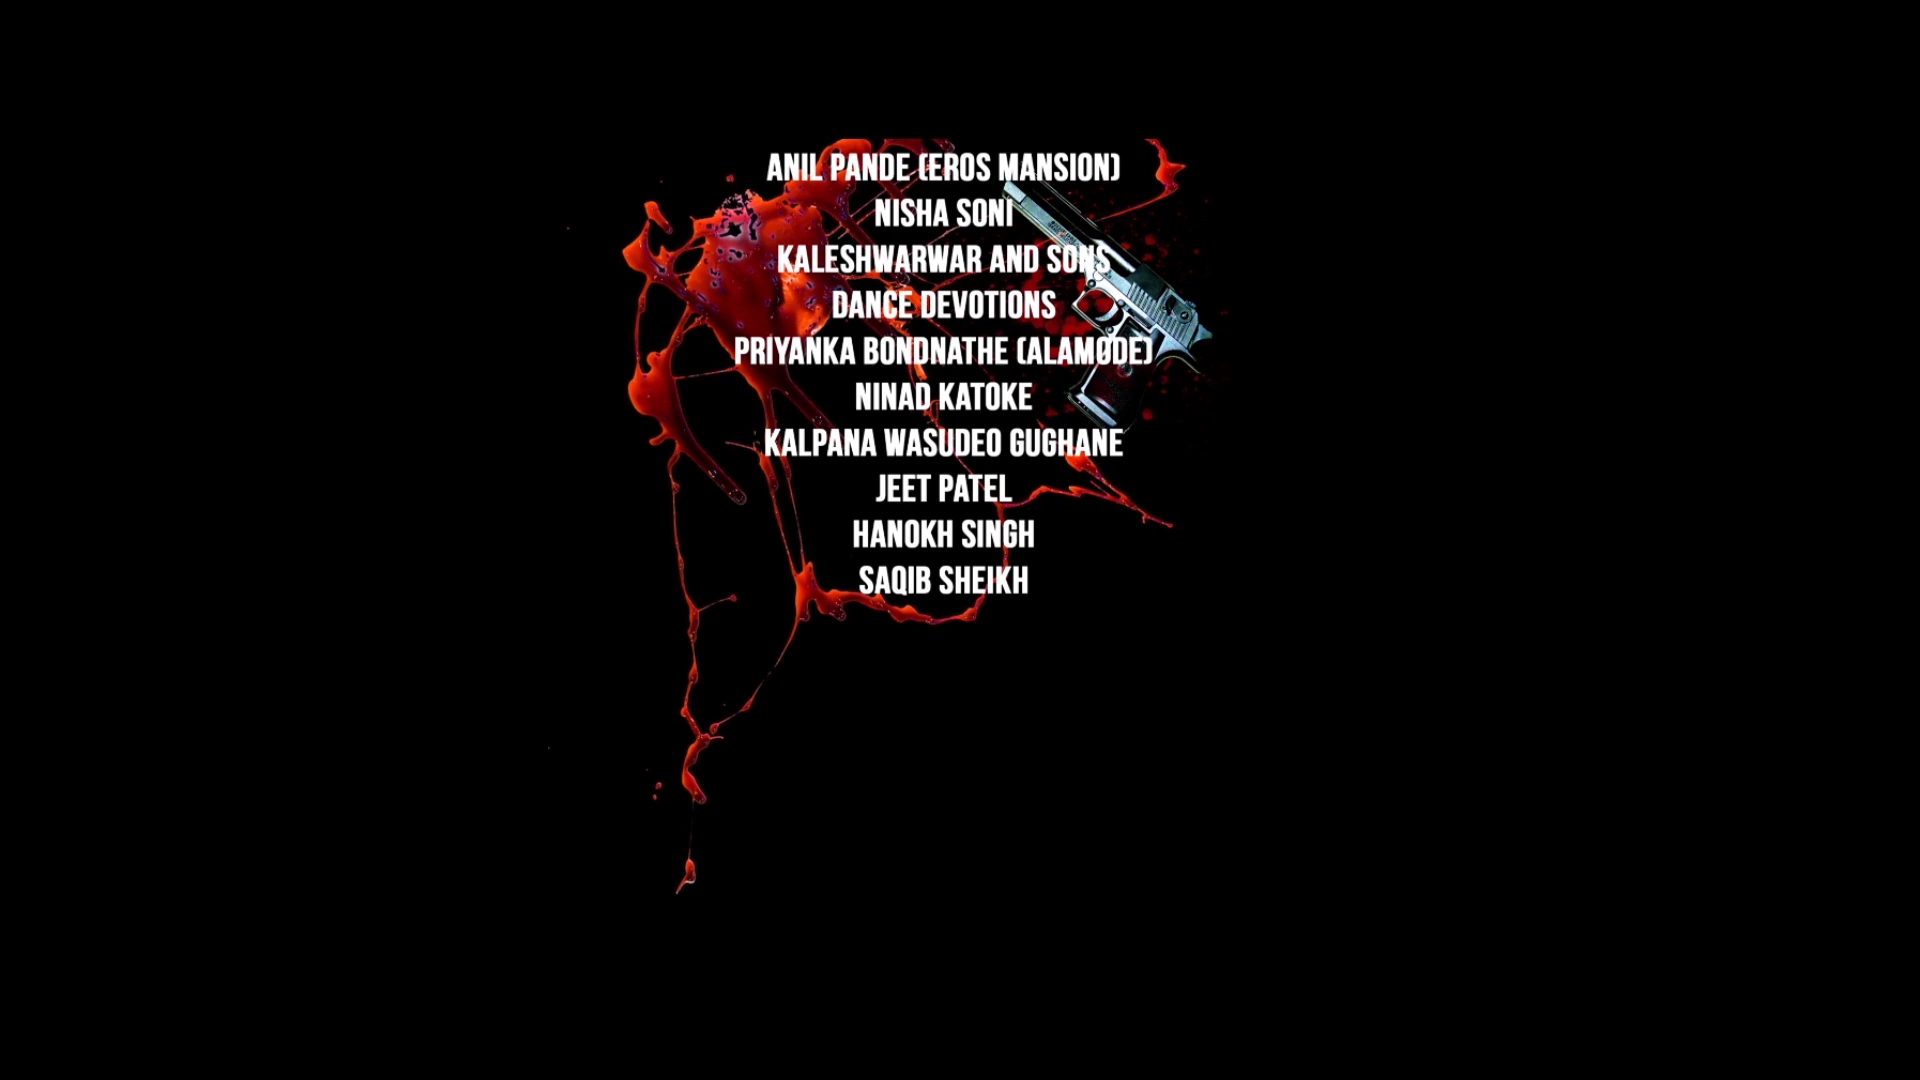 ANIL PANDE (EROS MANSION)
NISHA SONI
KALESHWARWAR AND SONS
DANCE DEVOTIONS
PRIYANKA BONDNATHE (ALAMODE)
NINAD KATOKE
KALPANA WASUDEO GUGHANE
JEET PATEL
HANOKH SINGH
SAQIB SHEIKH